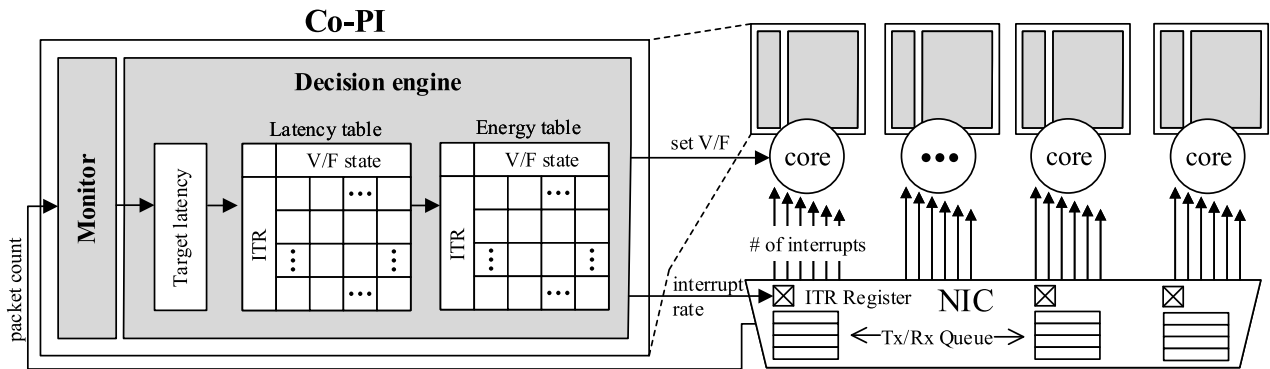 Co-PI
Decision engine
Monitor
Target latency
Latency table
V/F state
ITR
...
...
...
...
Energy table
V/F state
ITR
...
...
...
...
packet count
set V/F
interrupt
rate
core
...
core
core
# of interrupts
ITR Register
NIC
Tx/Rx Queue